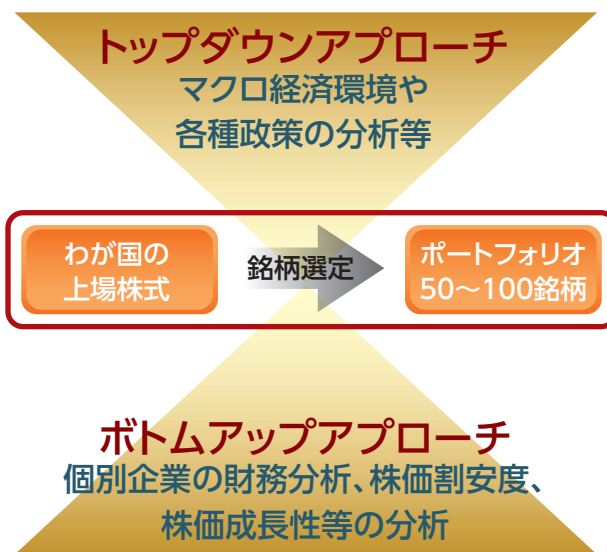 トップダウンアプローチ
マクロ経済環境や
各種政策の分析等
わが国の
上場株式
銘柄選定
ポートフォリオ
50〜100銘柄
ボトムアップアプローチ
個別企業の財務分析、株価割安度、
株価成長性等の分析